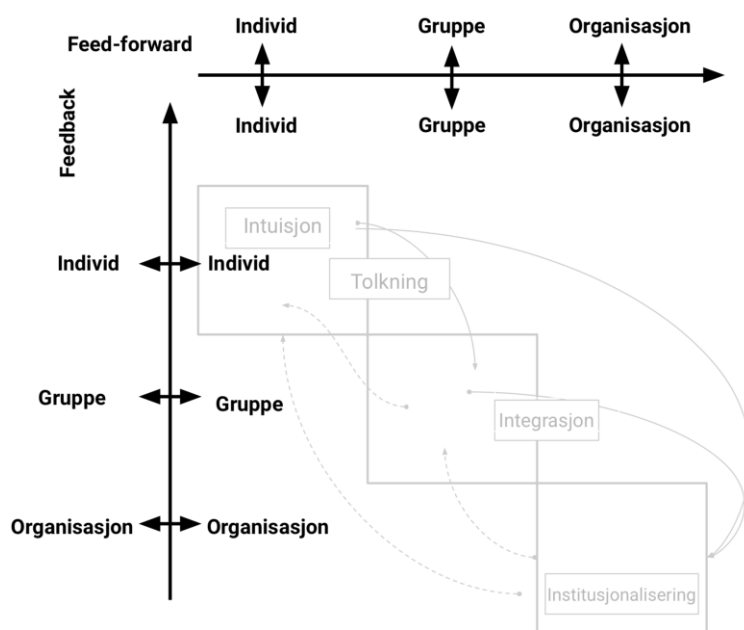 Individ
Gruppe
Organisasjon
Feed-forward
Individ
Gruppe
Organisasjon
Feedback
Intuisjon
Individ
Individ
Tolkning
Gruppe
Gruppe
Integrasjon
Organisasjon
Organisasjon
Institusjonalisering